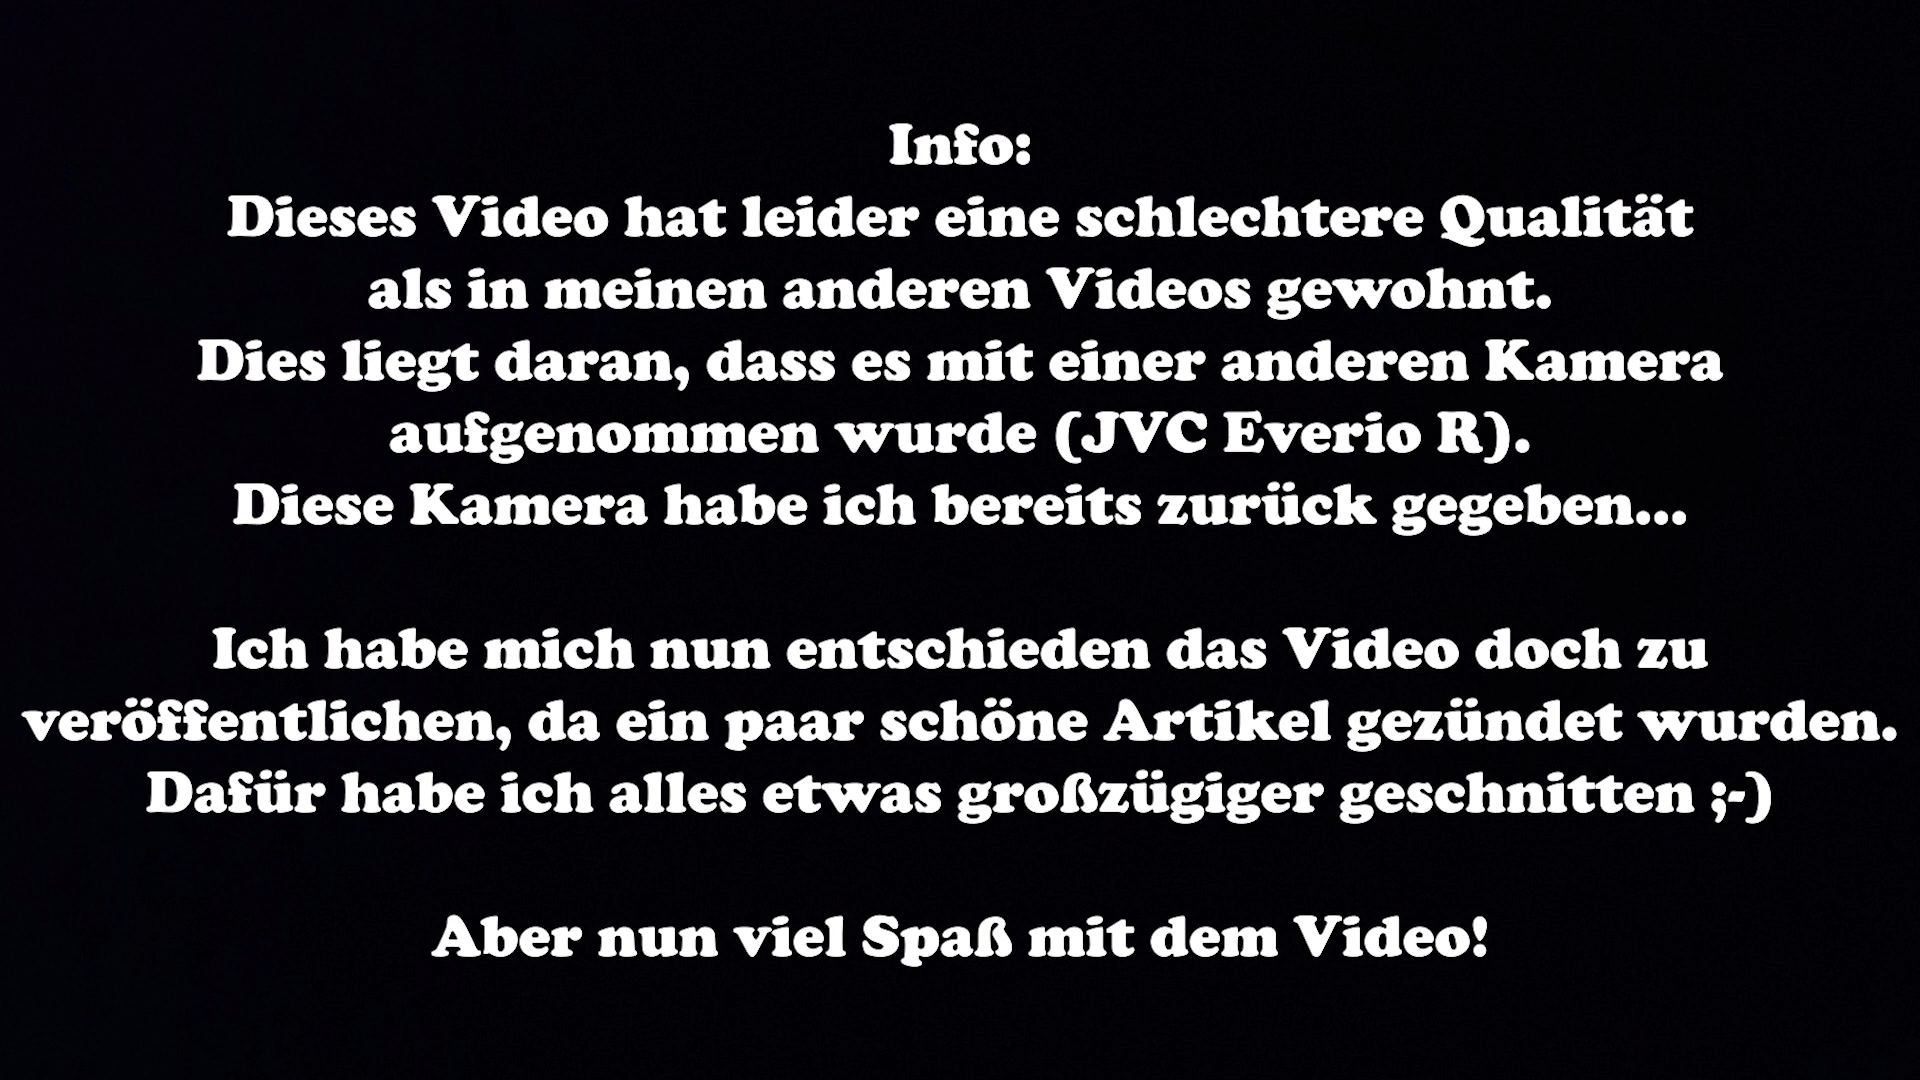 Info:
Dieses Video hat leider eine schlechtere Qualität
als in meinen anderen Videos gewohnt.
Dies liegt daran, dass es mit einer anderen Kamera
aufgenommen wurde (JVC Everio R).
Diese Kamera habe ich bereits zurück gegeben...
Ich habe mich nun entschieden das Video doch zu
veröffentlichen, da ein paar schöne Artikel gezündet wurden.
Dafür habe ich alles etwas großzügiger geschnitten ;-)
Aber nun viel Spaß mit dem Video!